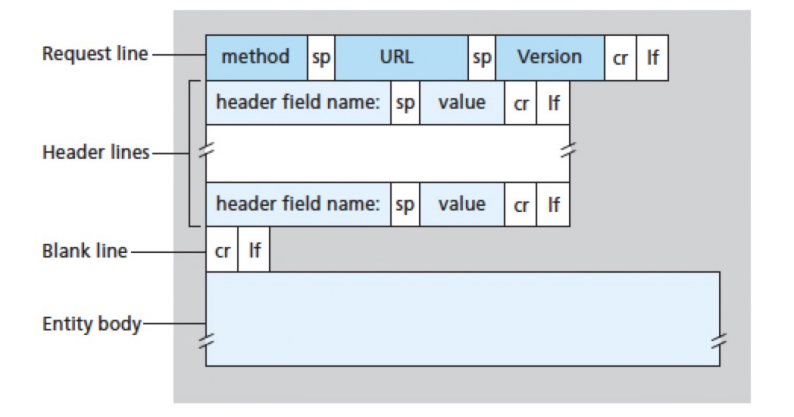 Request line
method sp URL sp Version cr lf
header field name: sp value cr lf
Header lines
header field name: sp value cr lf
Blank line
cr lf
Entity body